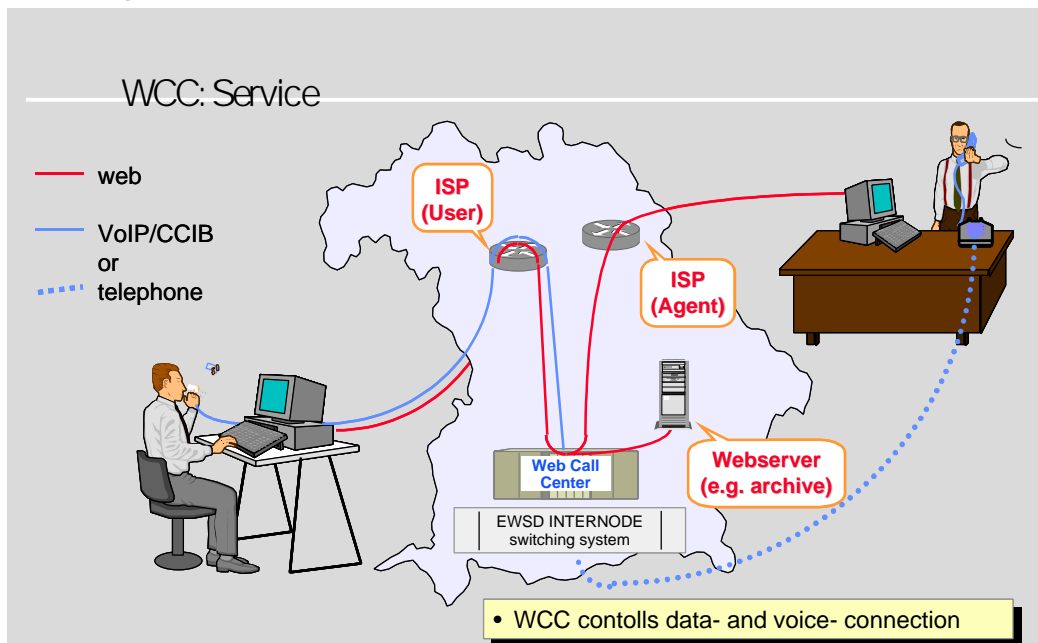 WCC: Service
web
VoIP/CCIB
or
telephone
ISP
(User)
ISP
(Agent)
Webserver
(e.g. archive)
Web Call
Center
EWSD INTERNODE
switching system
• WCC contolls data- and voice- connection